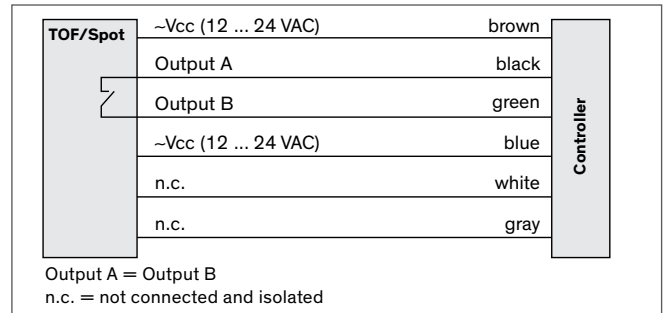 TOF/Spot
~Vcc (12 ... 24 VAC) brown
Output A black
Output B green
~Vcc (12 ... 24 VAC) blue
n.c. white
n.c. gray
Controller
Output A = Output B
n.c. = not connected and isolated